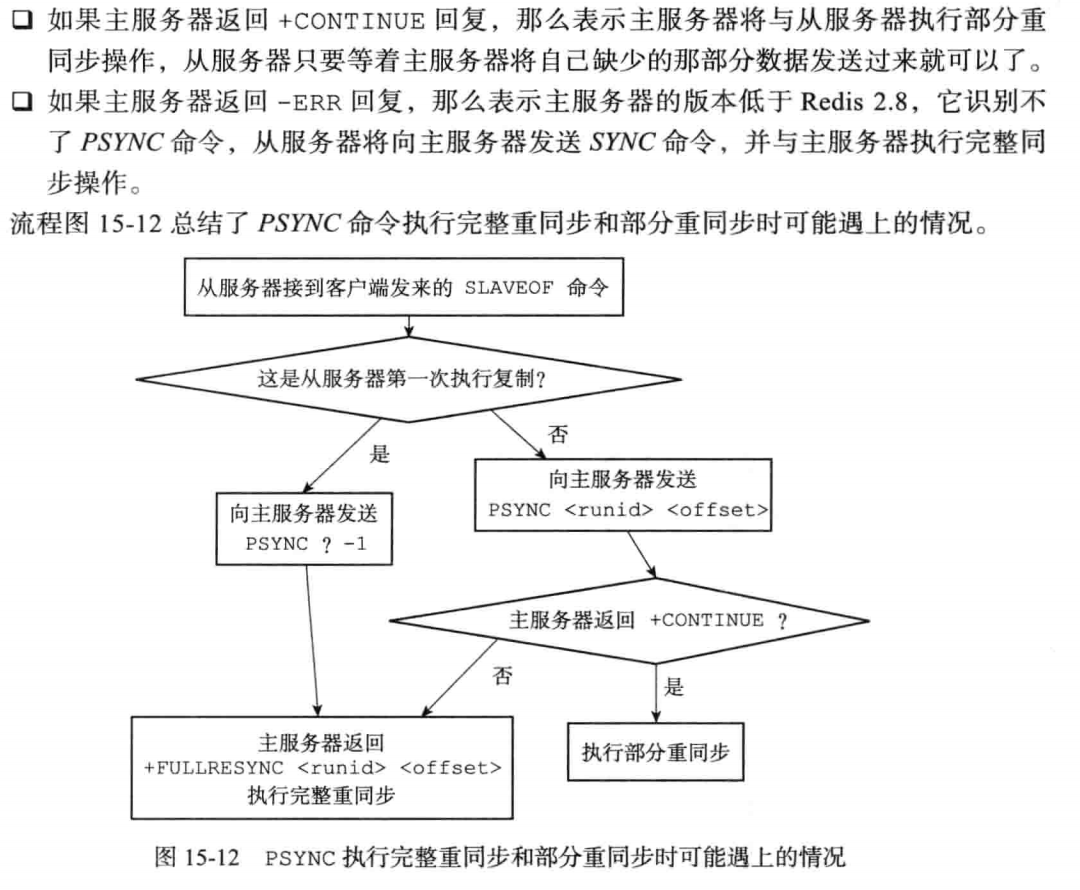 ❏ 如果主服务器返回 +CONTINUE 回复，那么表示主服务器将与从服务器执行部分重
同步操作，从服务器只要等着主服务器将自己缺少的那部分数据发送过来就可以了。
❏ 如果主服务器返回 -ERR 回复，那么表示主服务器的版本低于 Redis 2.8，它识别不
了 PSYNC 命令，从服务器将向主服务器发送 SYNC 命令，并与主服务器执行完整同
步操作。
流程图 15-12 总结了 PSYNC 命令执行完整重同步和部分重同步时可能遇上的情况。
从服务器接到客户端发来的 SLAVEOF 命令
这是从服务器第一次执行复制？
是
否
向主服务器发送
PSYNC ? -1
向主服务器发送
PSYNC <runid> <offset>
主服务器返回 +CONTINUE ？
否
是
主服务器返回
+FULLRESYNC <runid> <offset>
执行完整重同步
执行部分重同步
图 15-12 PSYNC 执行完整重同步和部分重同步时可能遇上的情况